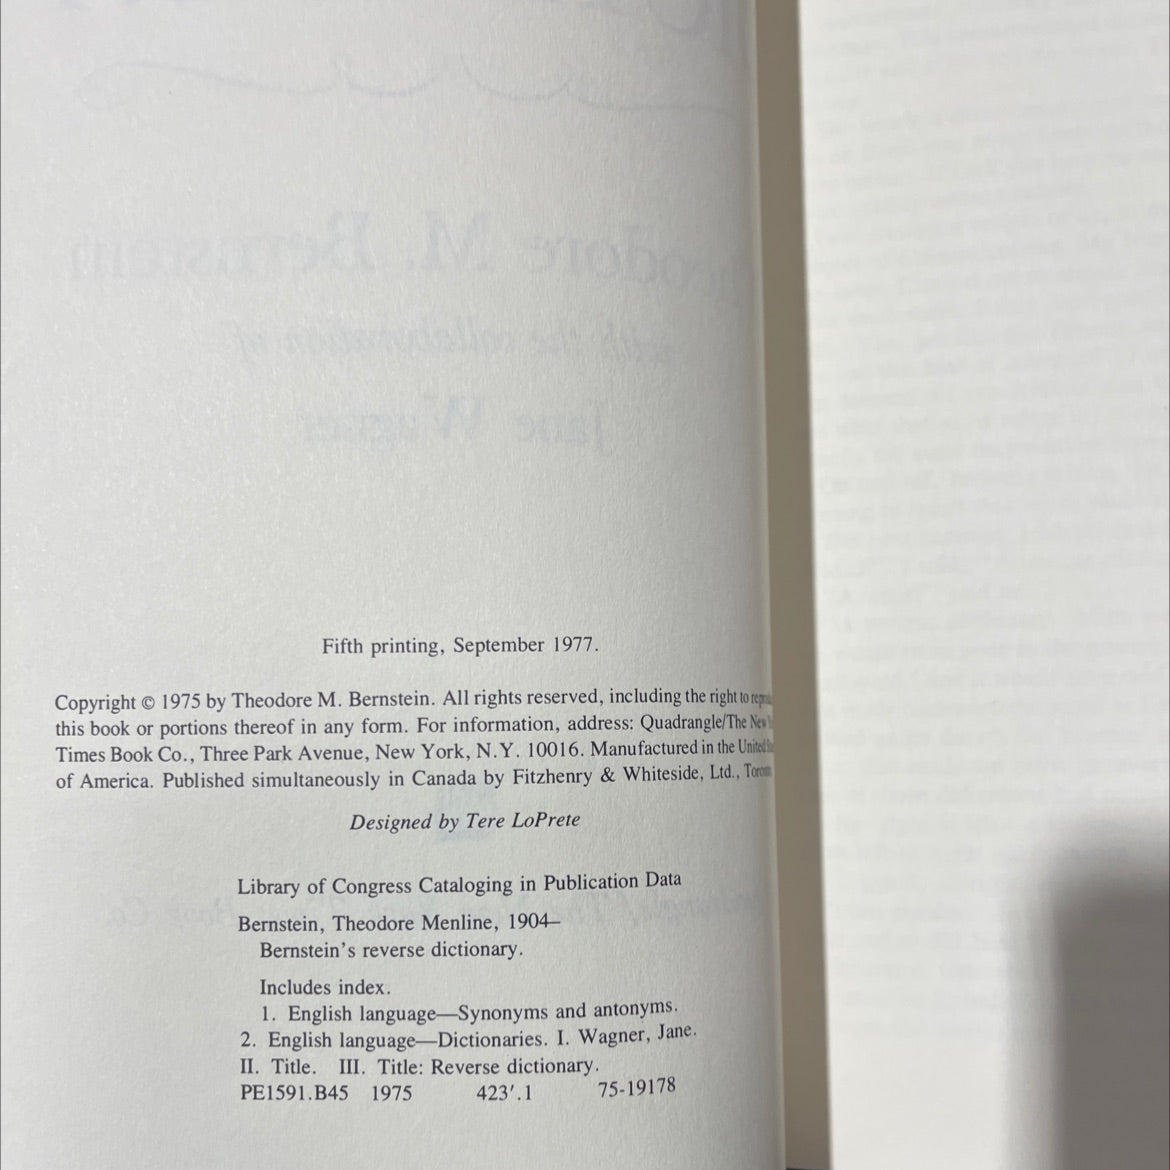 Fifth printing, September 1977.
Copyright © 1975 by Theodore M. Bernstein. All rights reserved, including the right to
this book or portions thereof in any form. For information, address: Quadrangle/The New
Times Book Co., Three Park Avenue, New York, N.Y. 10016. Manufactured in the United
of America. Published simultaneously in Canada by Fitzhenry & Whiteside, Ltd.,
Designed by Tere LoPrete
Library of Congress Cataloging in Publication Data
Bernstein, Theodore Menline, 1904–
Bernstein's reverse dictionary.
Includes index.
1. English language—Synonyms and antonyms.
2. English language—Dictionaries. I. Wagner, Jane.
II. Title. III. Title: Reverse dictionary.
PE1591.B45 1975 423′.1 75-19178